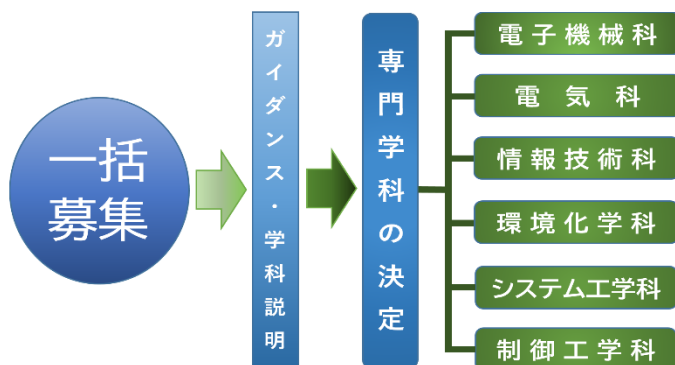 一括
募集
ガイダンス・学科説明
専門学科の決定
電子機械科
電気科
情報技術科
環境化学科
システム工学科
制御工学科